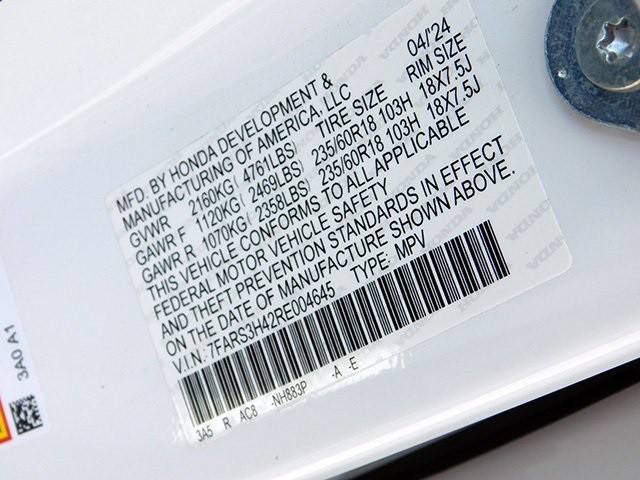 MFD. BY HONDA DEVELOPMENT & 04/'24
MANUFACTURING OF AMERICA, LLC
TIRE SIZE RIM SIZE
GVWR 2160KG( 4761LBS)
GAWR F 1120KG( 2469LBS) 235/60R18 103H 18X7.5J
GAWR R 1070KG( 2358LBS) 235/60R18 103H 18X7.5J
THIS VEHICLE CONFORMS TO ALL APPLICABLE
FEDERAL MOTOR VEHICLE SAFETY
AND THEFT PREVENTION STANDARDS IN EFFECT
ON THE DATE OF MANUFACTURE SHOWN ABOVE.
V.I.N: 7FARS3H42RE004645 TYPE: MPV
3A5 R AC8 -NH883P -A -E
3A0 A1
HONDA